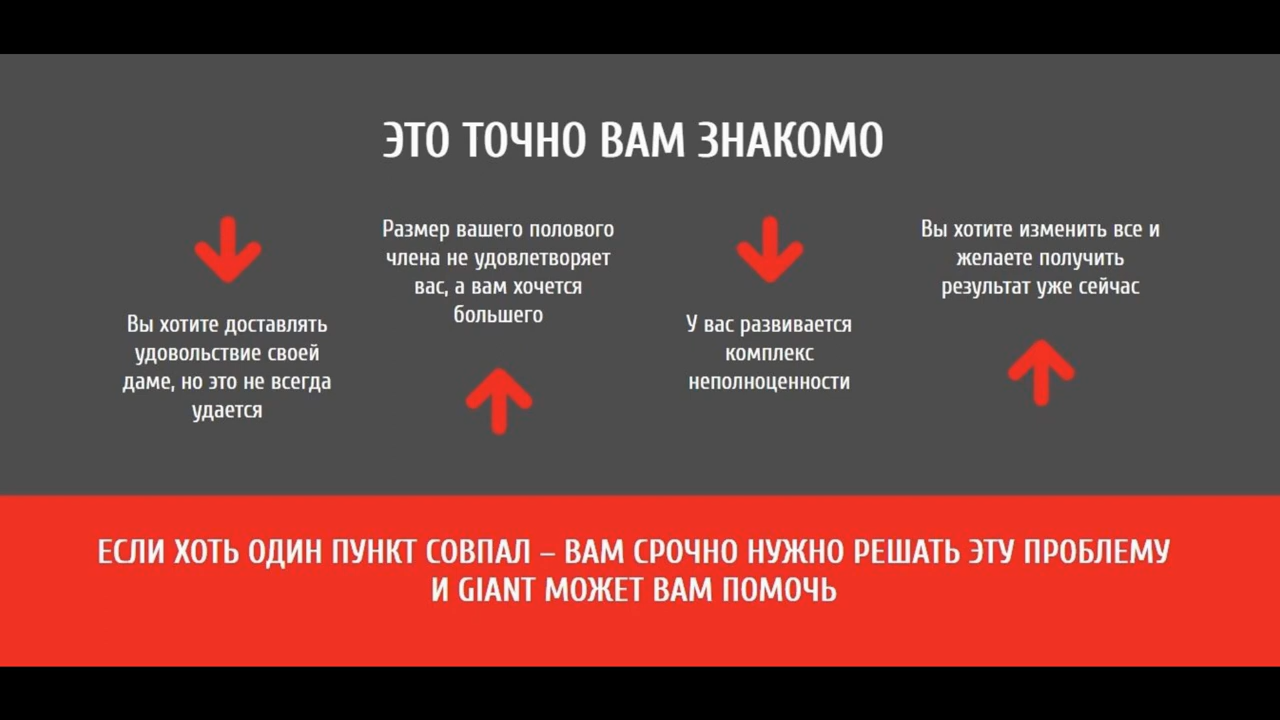 ЭТО ТОЧНО ВАМ ЗНАКОМО
Вы хотите доставлять
удовольствие своей
даме, но это не всегда
удается
Размер вашего полового
члена не удовлетворяет
вас, а вам хочется
большего
У вас развивается
комплекс
неполноценности
Вы хотите изменить все и
желаете получить
результат уже сейчас
ЕСЛИ ХОТЬ ОДИН ПУНКТ СОВПАЛ – ВАМ СРОЧНО НУЖНО РЕШАТЬ ЭТУ ПРОБЛЕМУ
И GIANT МОЖЕТ ВАМ ПОМОЧЬ